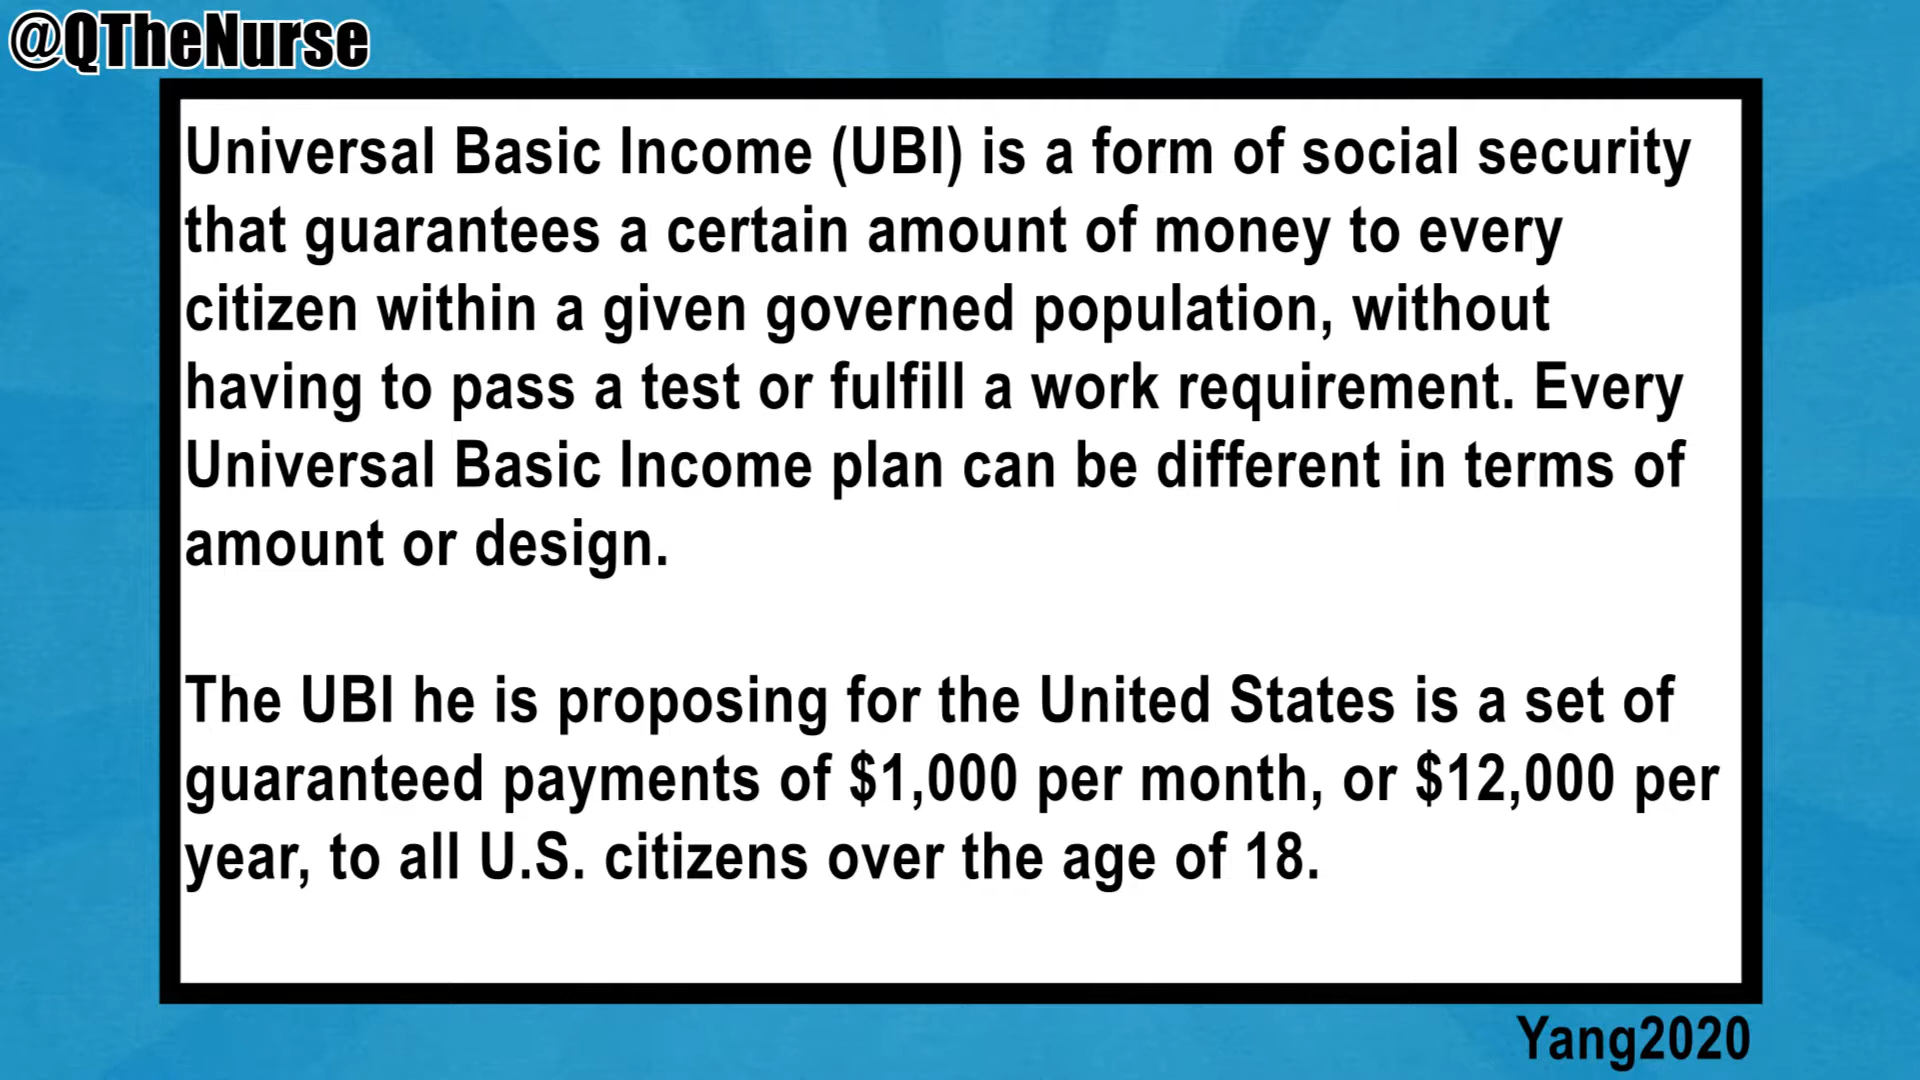 @QTheNurse
Universal Basic Income (UBI) is a form of social security
that guarantees a certain amount of money to every
citizen within a given governed population, without
having to pass a test or fulfill a work requirement. Every
Universal Basic Income plan can be different in terms of
amount or design.
The UBI he is proposing for the United States is a set of
guaranteed payments of $1,000 per month, or $12,000 per
year, to all U.S. citizens over the age of 18.
Yang2020